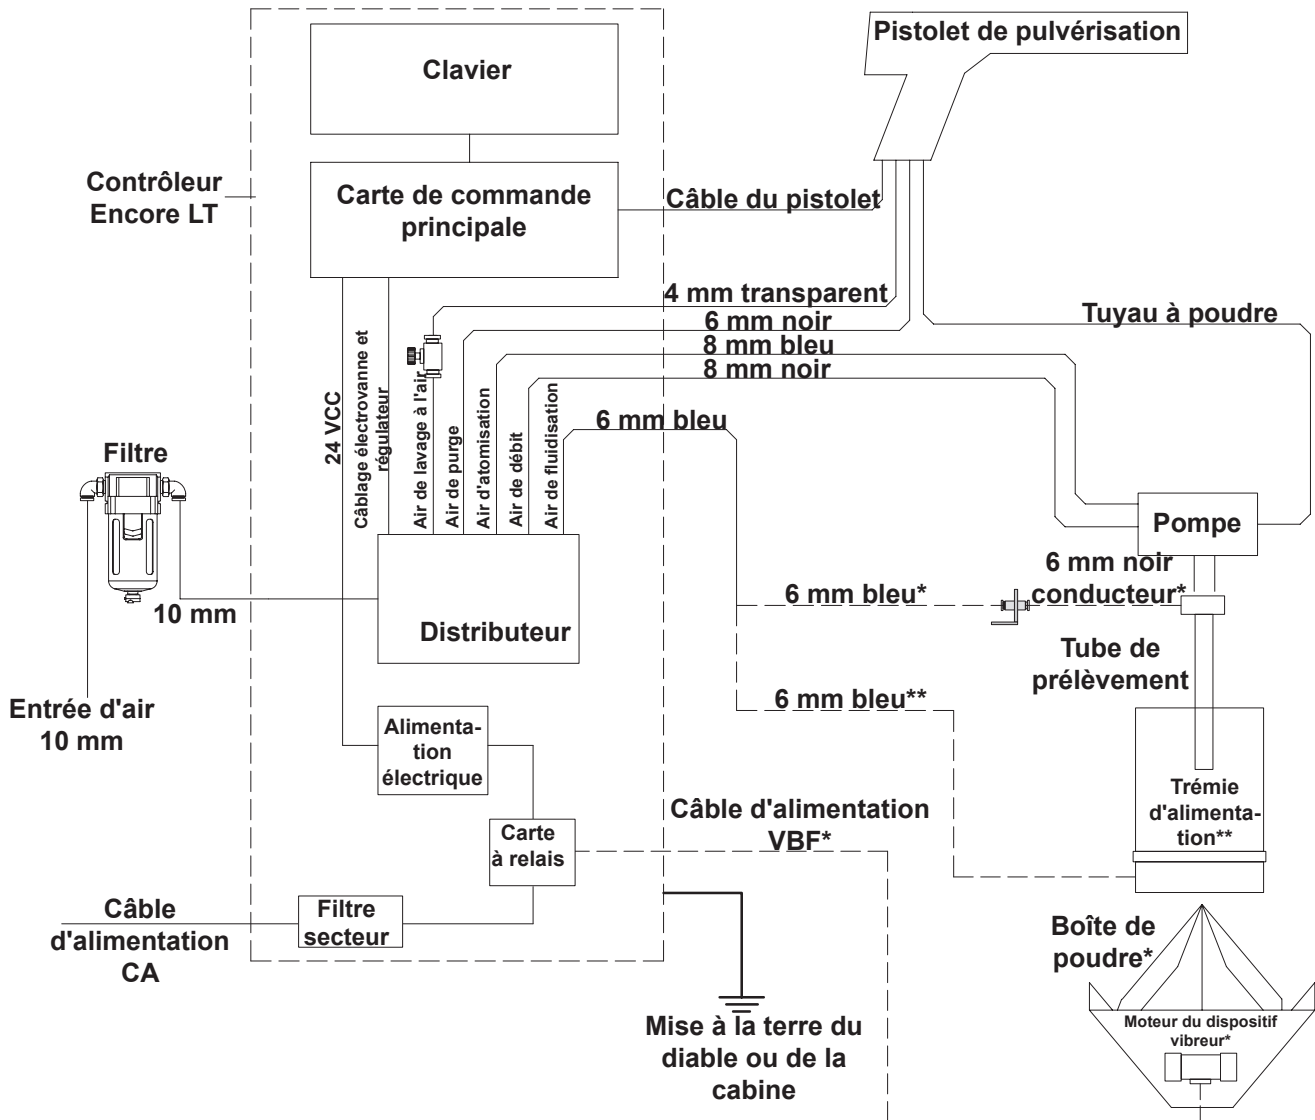 Pistolet de pulvérisation
Clavier
Contrôleur
Encore LT
Carte de commande
principale
Câble du pistolet
4 mm transparent
6 mm noir
8 mm bleu
8 mm noir
Tuyau à poudre
24 VCC
Câblage électrovanne et
régulateur
Air de lavage à l'air
Air de purge
Air d'atomisation
Air de débit
Air de fluidisation
6 mm bleu
Filtre
Pompe
10 mm
Distributeur
6 mm bleu*
6 mm noir
conducteur*
Entrée d'air
10 mm
Tube de
prélèvement
6 mm bleu**
Alimenta-
tion
électrique
Trémie
d'alimenta-
tion**
Carte
à relais
Câble d'alimentation
VBF*
Câble
d'alimentation
CA
Filtre
secteur
Boîte de
poudre*
Mise à la terre du
diable ou de la
cabine
Moteur du dispositif
vibreur*